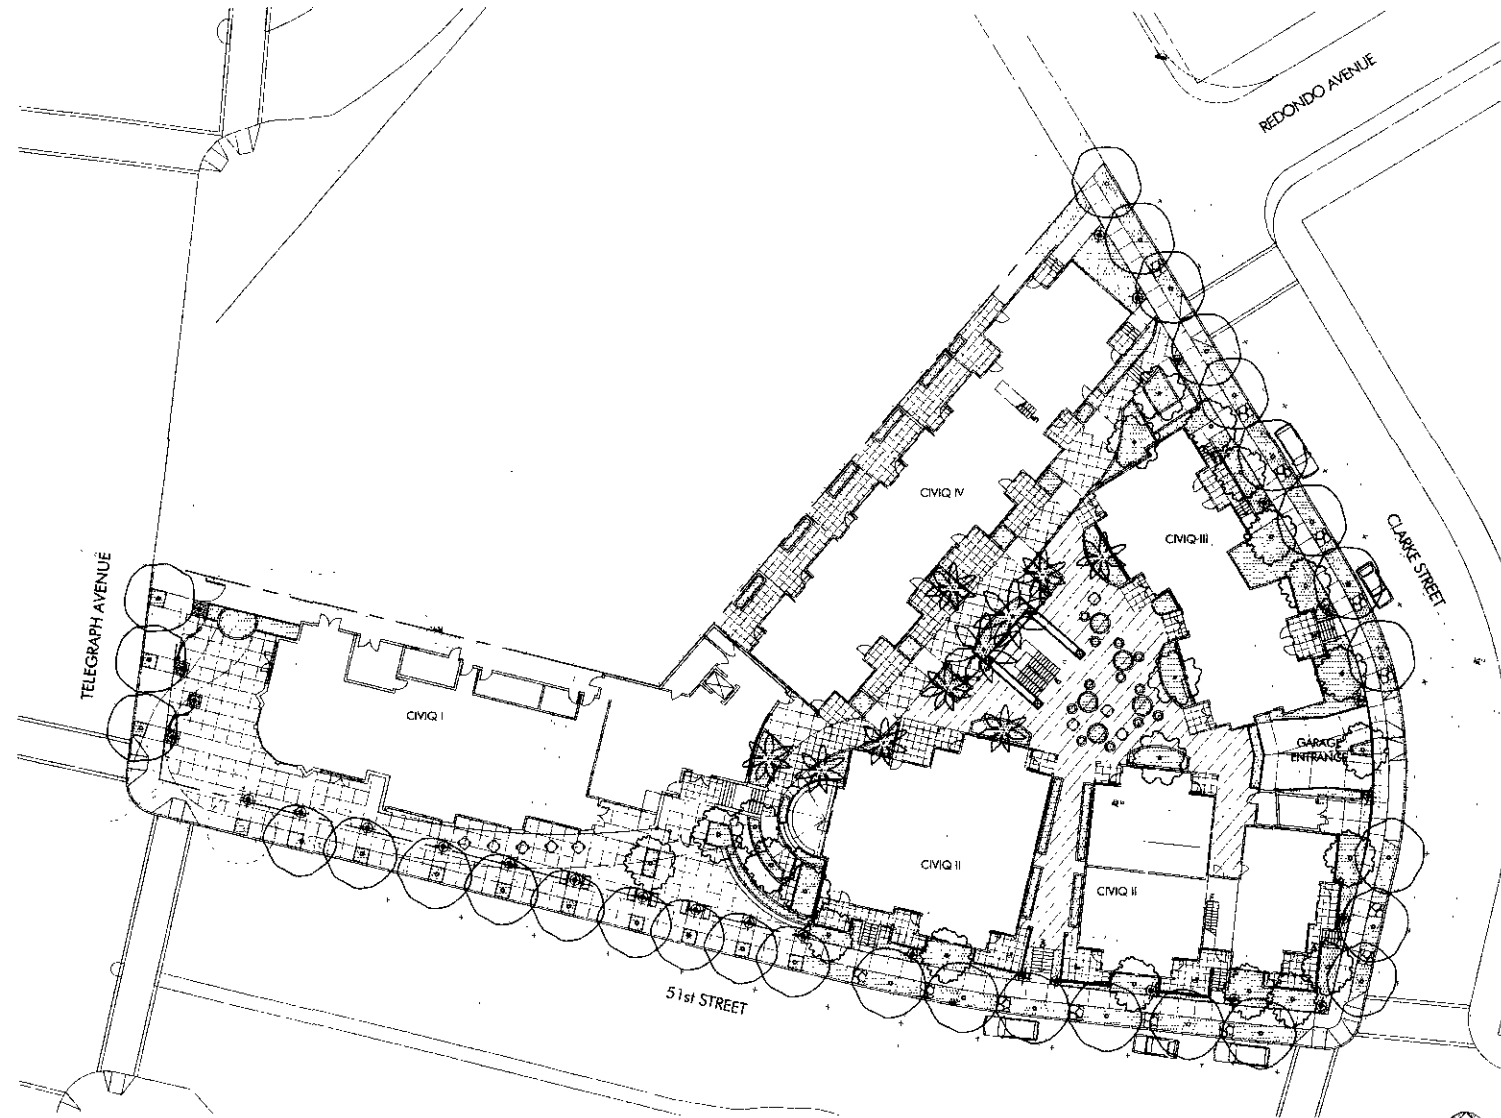 REDONDO AVENUE
CIVIQ IV
CIVIQ III
CLARKE STREET
TELEGRAPH AVENUE
CIVIQ I
GARAGE
ENTRANCE
CIVIQ II
CIVIQ II
51st STREET